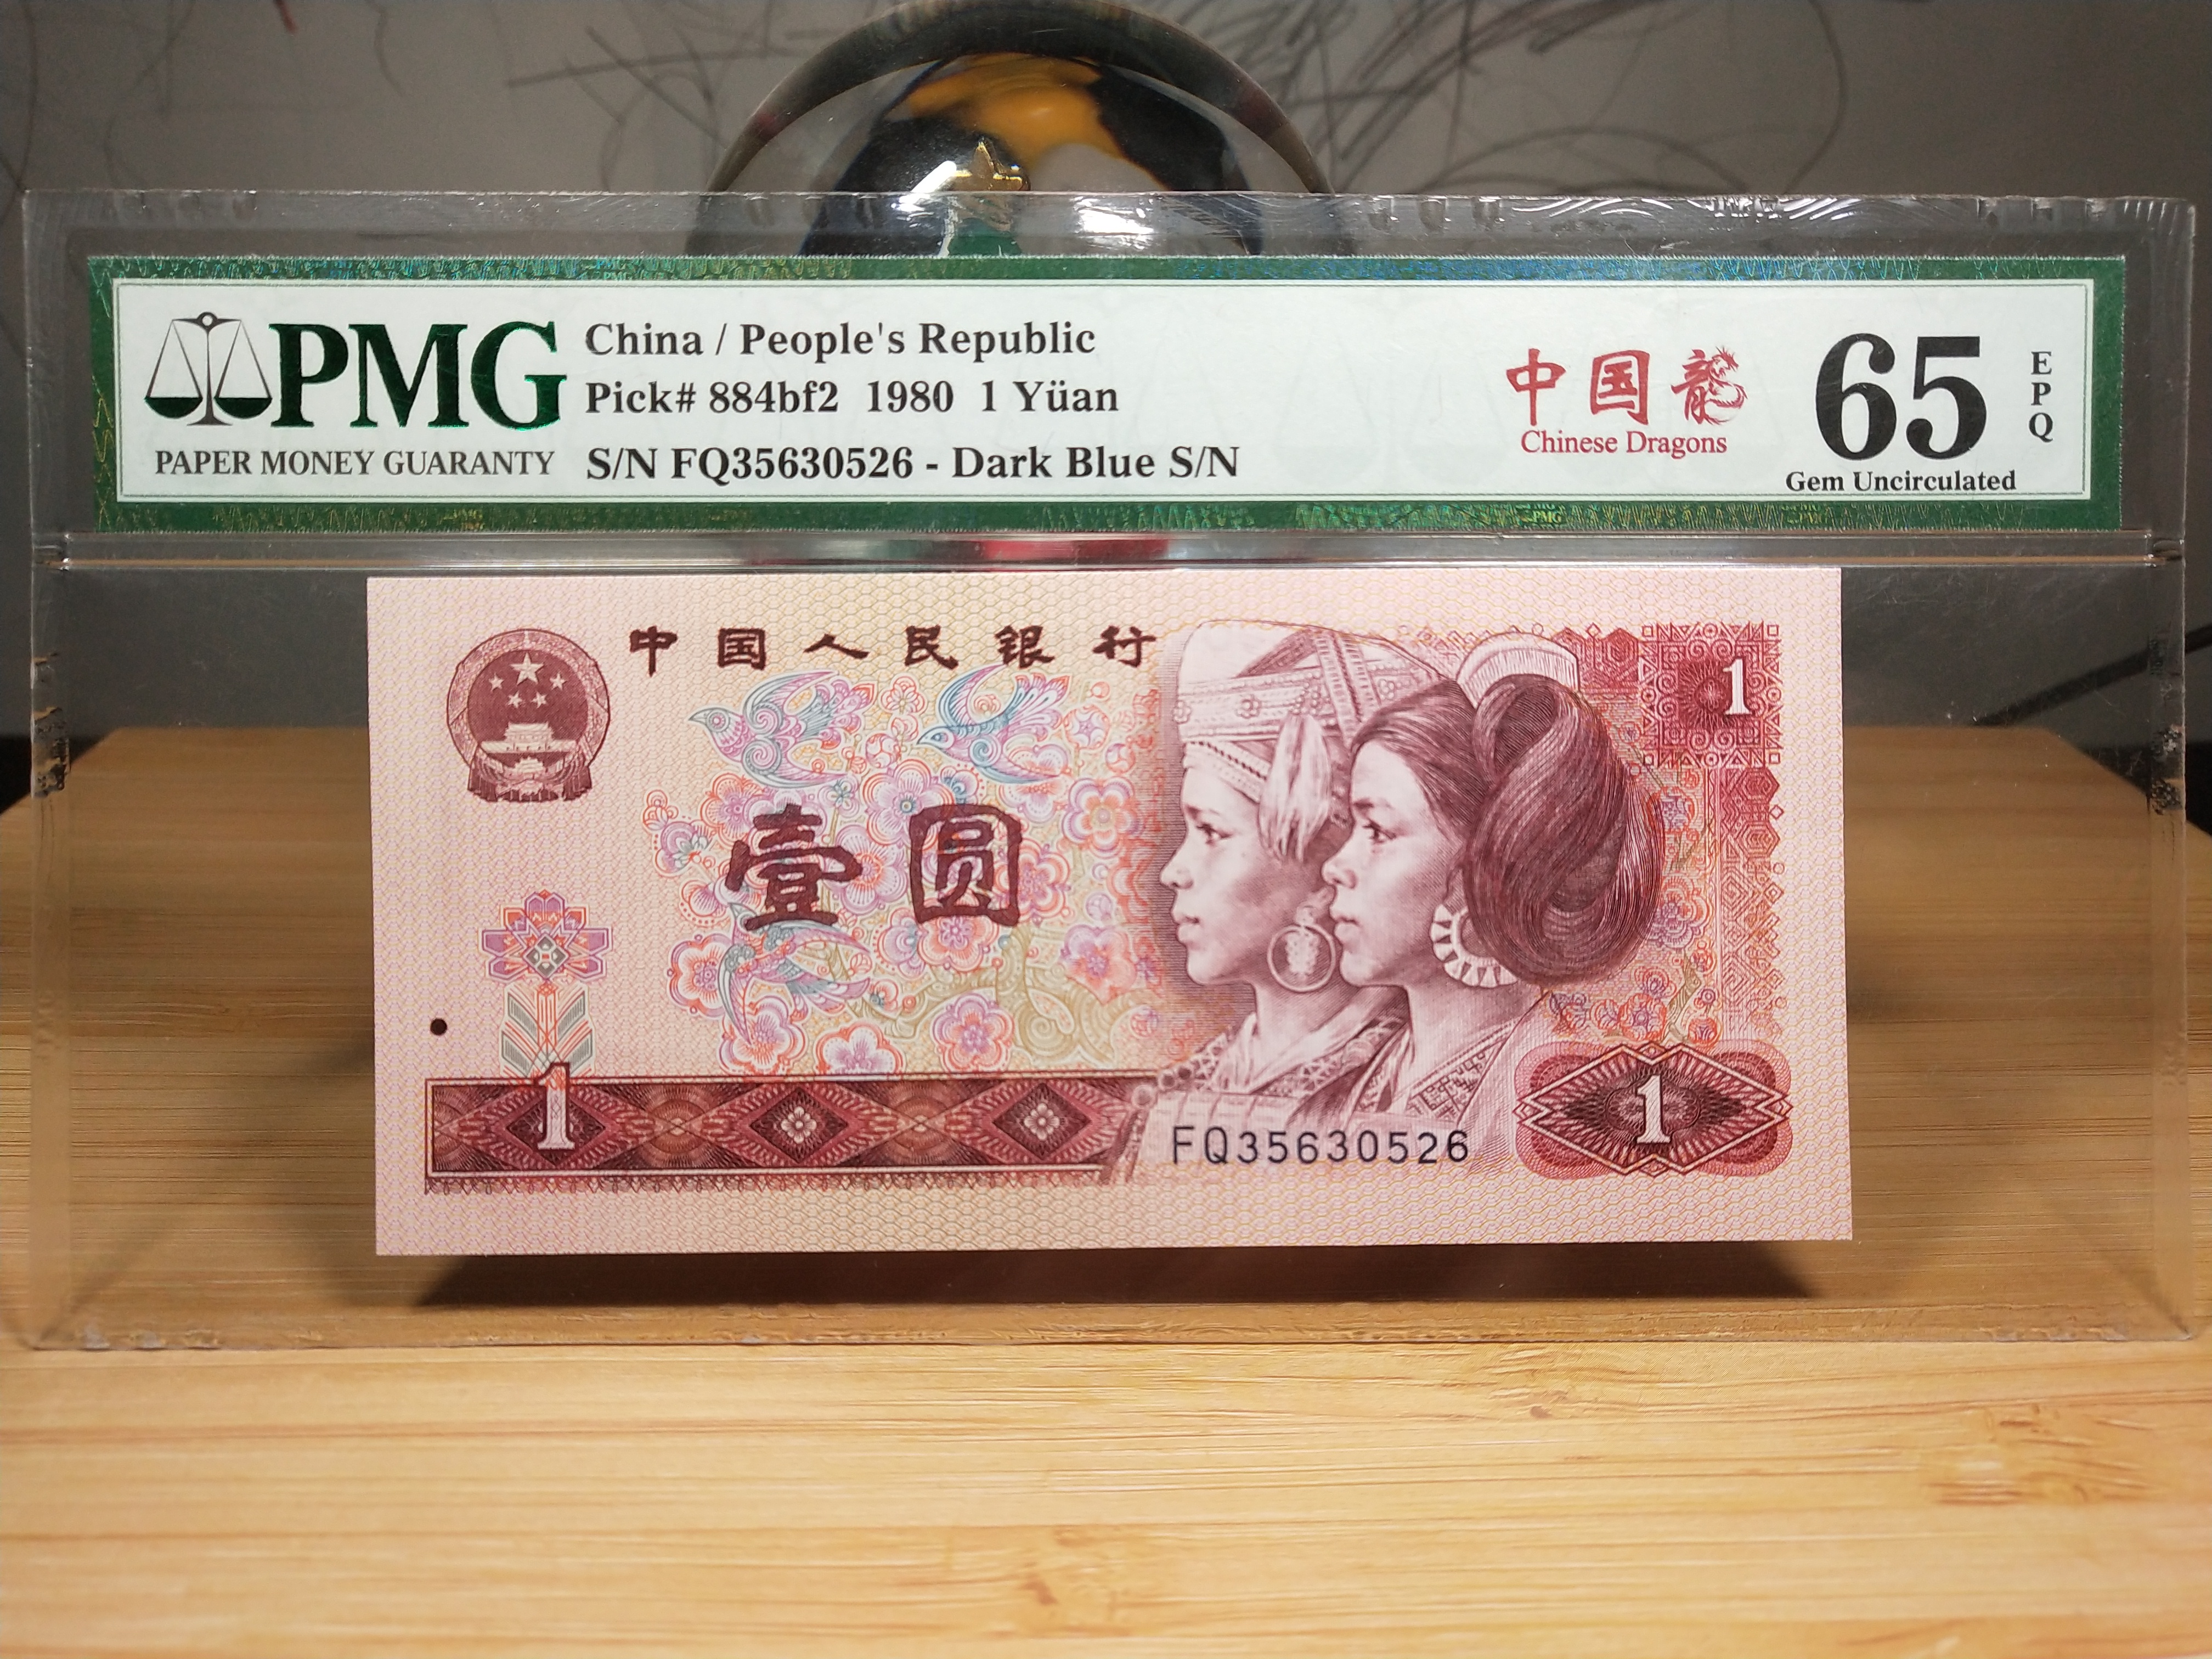 PMG
PAPER MONEY GUARANTY
China / People's Republic
Pick# 884bf2 1980 1 Yüan
S/N FQ35630526 - Dark Blue S/N
中国龍
Chinese Dragons
65
EPQ
Gem Uncirculated
中国人民银行
1
壹圆
1
FQ35630526
1